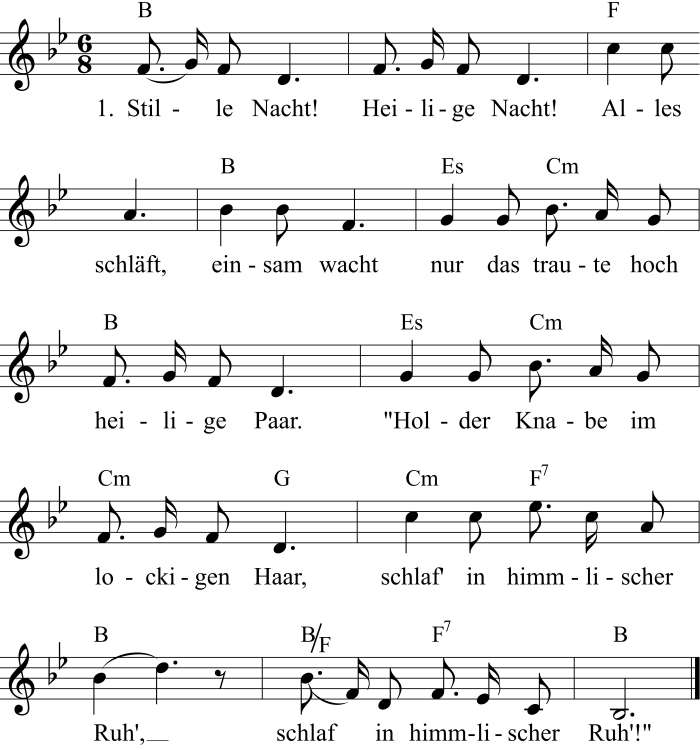 B F
6
8
1. Stil - le Nacht! Hei - li - ge Nacht! Al - les
B Es Cm
schläft, ein - sam wacht nur das trau - te hoch
B Es Cm
hei - li - ge Paar. "Hol - der Kna - be im
Cm G Cm F7
lo - cki - gen Haar, schlaf' in himm - li - scher
B B/F F7 B
Ruh', schlaf in himm-li - scher Ruh'!"